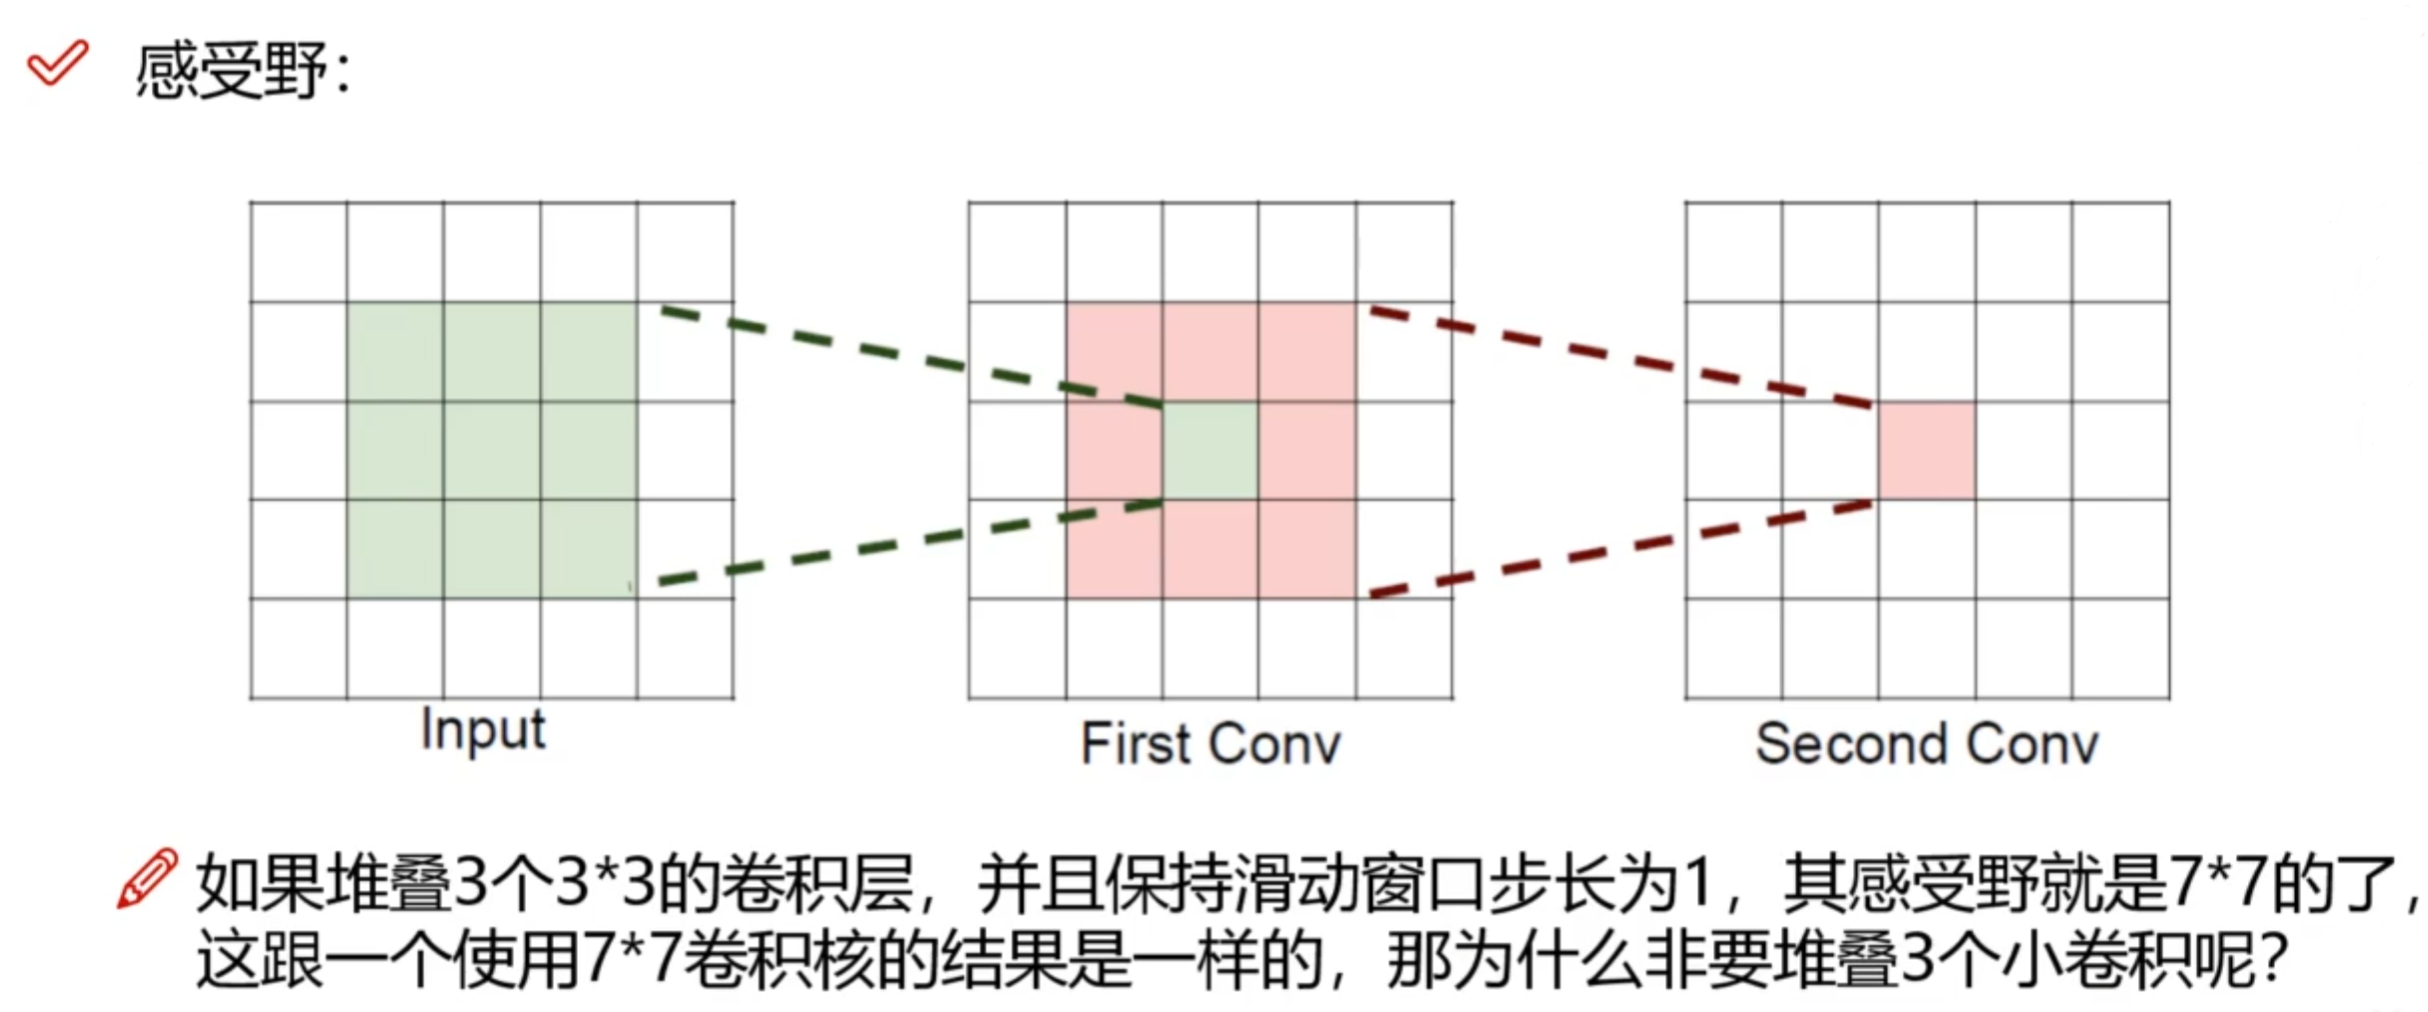 感受野：
Input
First Conv
Second Conv
如果堆叠3个3*3的卷积层，并且保持滑动窗口步长为1，其感受野就是7*7的了，
这跟一个使用7*7卷积核的结果是一样的，那为什么非要堆叠3个小卷积呢？